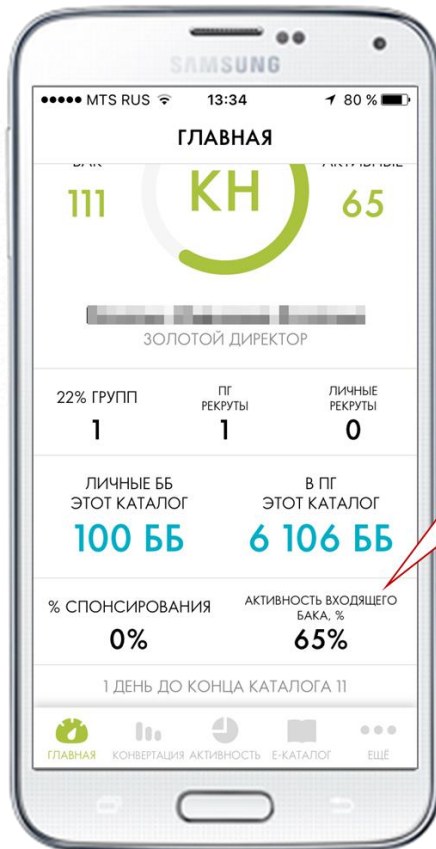 SAMSUNG
MTS RUS 13:34 80 %
ГЛАВНАЯ
БАК АКТИВНЫЕ
111 КН 65
ЗОЛОТОЙ ДИРЕКТОР
22% ГРУПП ПГ РЕКРУТЫ ЛИЧНЫЕ РЕКРУТЫ
1 1 0
ЛИЧНЫЕ ББ В ПГ
ЭТОТ КАТАЛОГ ЭТОТ КАТАЛОГ
100 ББ 6 106 ББ
% СПОНСИРОВАНИЯ АКТИВНОСТЬ ВХОДЯЩЕГО БАКА, %
0% 65%
1 ДЕНЬ ДО КОНЦА КАТАЛОГА 11
ГЛАВНАЯ КОНВЕРТАЦИЯ АКТИВНОСТЬ Е-КАТАЛОГ ЕЩЁ